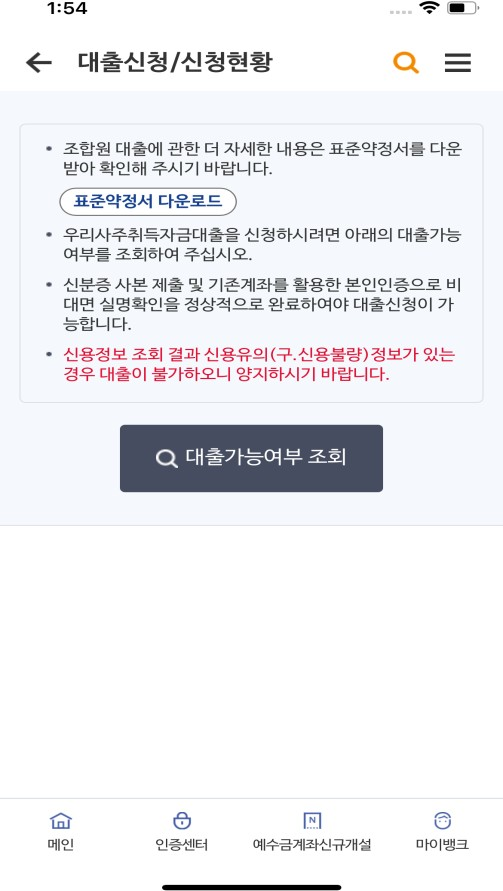 1:54
대출신청/신청현황
• 조합원 대출에 관한 더 자세한 내용은 표준약정서를 다운
받아 확인해 주시기 바랍니다.
표준약정서 다운로드
• 우리사주취득자금대출을 신청하시려면 아래의 대출가능
여부를 조회하여 주십시오.
• 신분증 사본 제출 및 기존계좌를 활용한 본인인증으로 비
대면 실명확인을 정상적으로 완료하여야 대출신청이 가
능합니다.
• 신용정보 조회 결과 신용유의(구.신용불량)정보가 있는
경우 대출이 불가하오니 양지하시기 바랍니다.
대출가능여부 조회
N
메인 인증센터 예수금계좌신규개설 마이뱅크